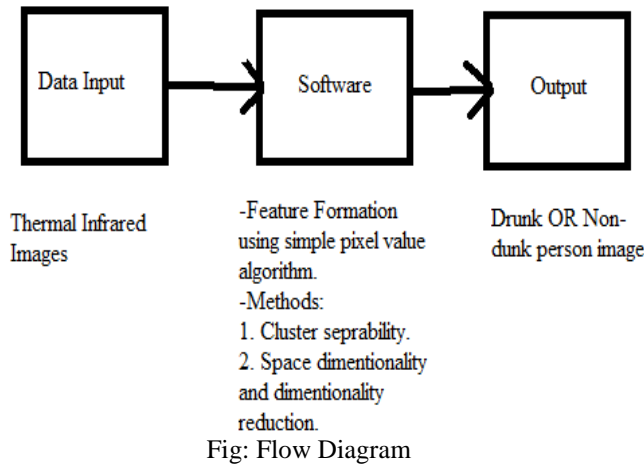 Data Input
Software
Output
Thermal Infrared
Images
-Feature Formation
using simple pixel value
algorithm.
-Methods:
1. Cluster seprability.
2. Space dimentionality
and dimentionality
reduction.
Drunk OR Non-
dunk person image
Fig: Flow Diagram